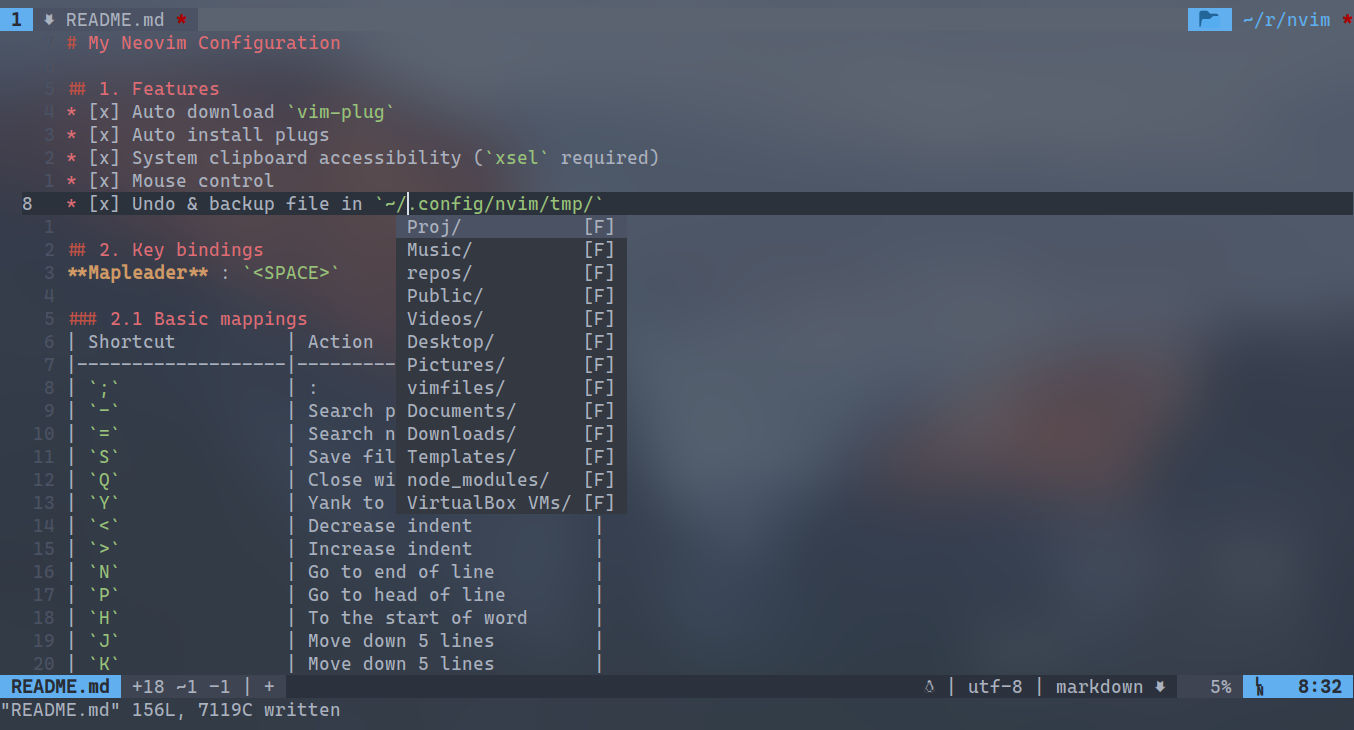 1 README.md * ~/r/nvim *
7 # My Neovim Configuration
6
5 ## 1. Features
4 * [x] Auto download `vim-plug`
3 * [x] Auto install plugs
2 * [x] System clipboard accessibility (`xsel` required)
1 * [x] Mouse control
8 * [x] Undo & backup file in `~/.config/nvim/tmp/`
1 Proj/ [F]
2 ## 2. Key bindings Music/ [F]
3 **Mapleader** : `<SPACE>` repos/ [F]
4 Public/ [F]
5 ### 2.1 Basic mappings Videos/ [F]
6 | Shortcut | Action Desktop/ [F]
7 |-------------------|--------- Pictures/ [F]
8 | `;` | : vimfiles/ [F]
9 | `-` | Search p Documents/ [F]
10 | `=` | Search n Downloads/ [F]
11 | `S` | Save fil Templates/ [F]
12 | `Q` | Close wi node_modules/ [F]
13 | `Y` | Yank to VirtualBox VMs/ [F]
14 | `<` | Decrease indent |
15 | `>` | Increase indent |
16 | `N` | Go to end of line |
17 | `P` | Go to head of line |
18 | `H` | To the start of word |
19 | `J` | Move down 5 lines |
20 | `K` | Move down 5 lines |
README.md +18 ~1 -1 | + | utf-8 | markdown 5% LN 8:32
"README.md" 156L, 7119C written